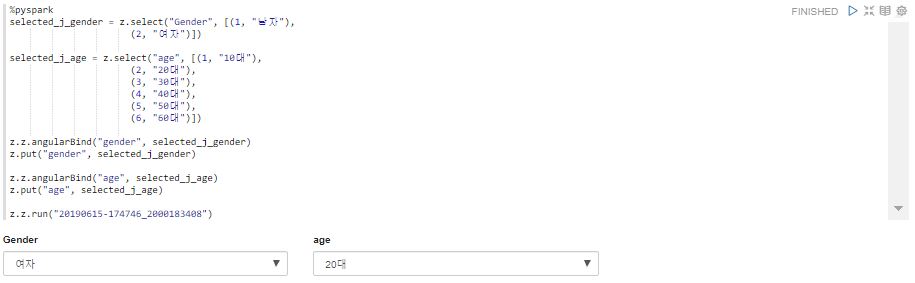 %pyspark
FINISHED
selected_j_gender = z.select("Gender", [(1, "남자"),
(2, "여자")])
selected_j_age = z.select("age", [(1, "10대"),
(2, "20대"),
(3, "30대"),
(4, "40대"),
(5, "50대"),
(6, "60대")])
z.z.angularBind("gender", selected_j_gender)
z.put("gender", selected_j_gender)
z.z.angularBind("age", selected_j_age)
z.put("age", selected_j_age)
z.z.run("20190615-174746_2000183408")
Gender
age
여자
20대